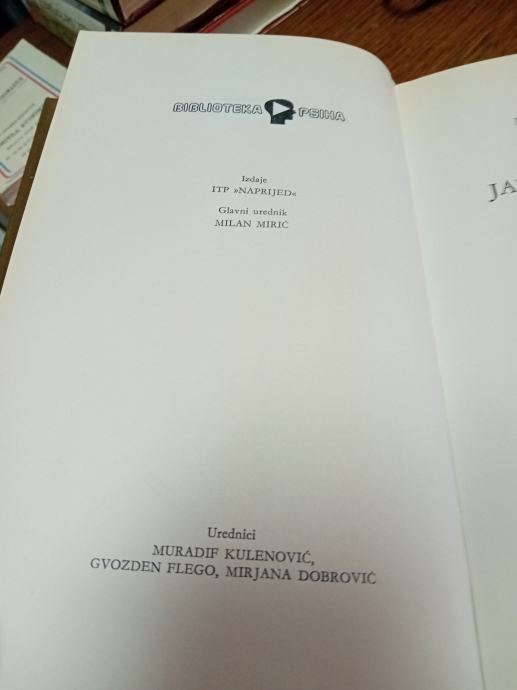 BIBLIOTEKA PSIHA
Izdaje
ITP »NAPRIJED«
Glavni urednik
MILAN MIRIĆ
Urednici
MURADIF KULENOVIĆ,
GVOZDEN FLEGO, MIRJANA DOBROVIĆ